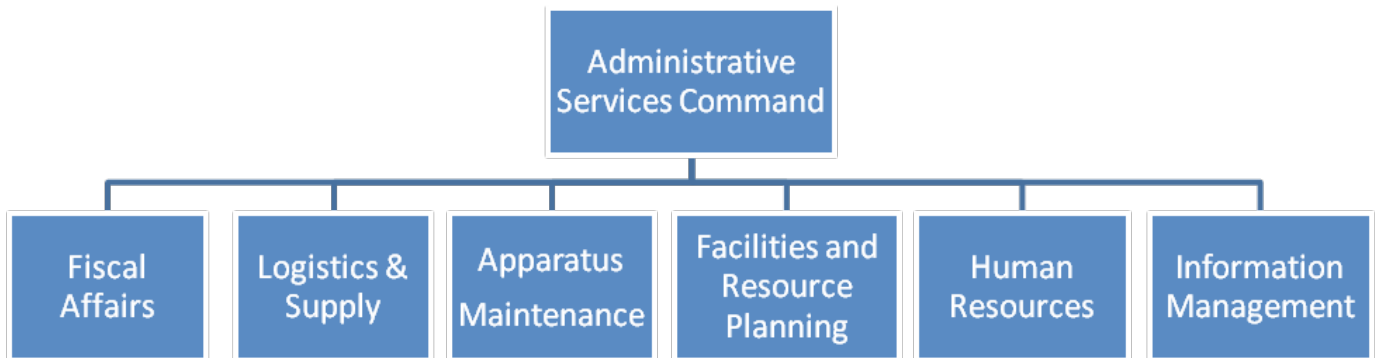 Administrative
Services Command
Fiscal
Affairs
Logistics &
Supply
Apparatus
Maintenance
Facilities and
Resource
Planning
Human
Resources
Information
Management